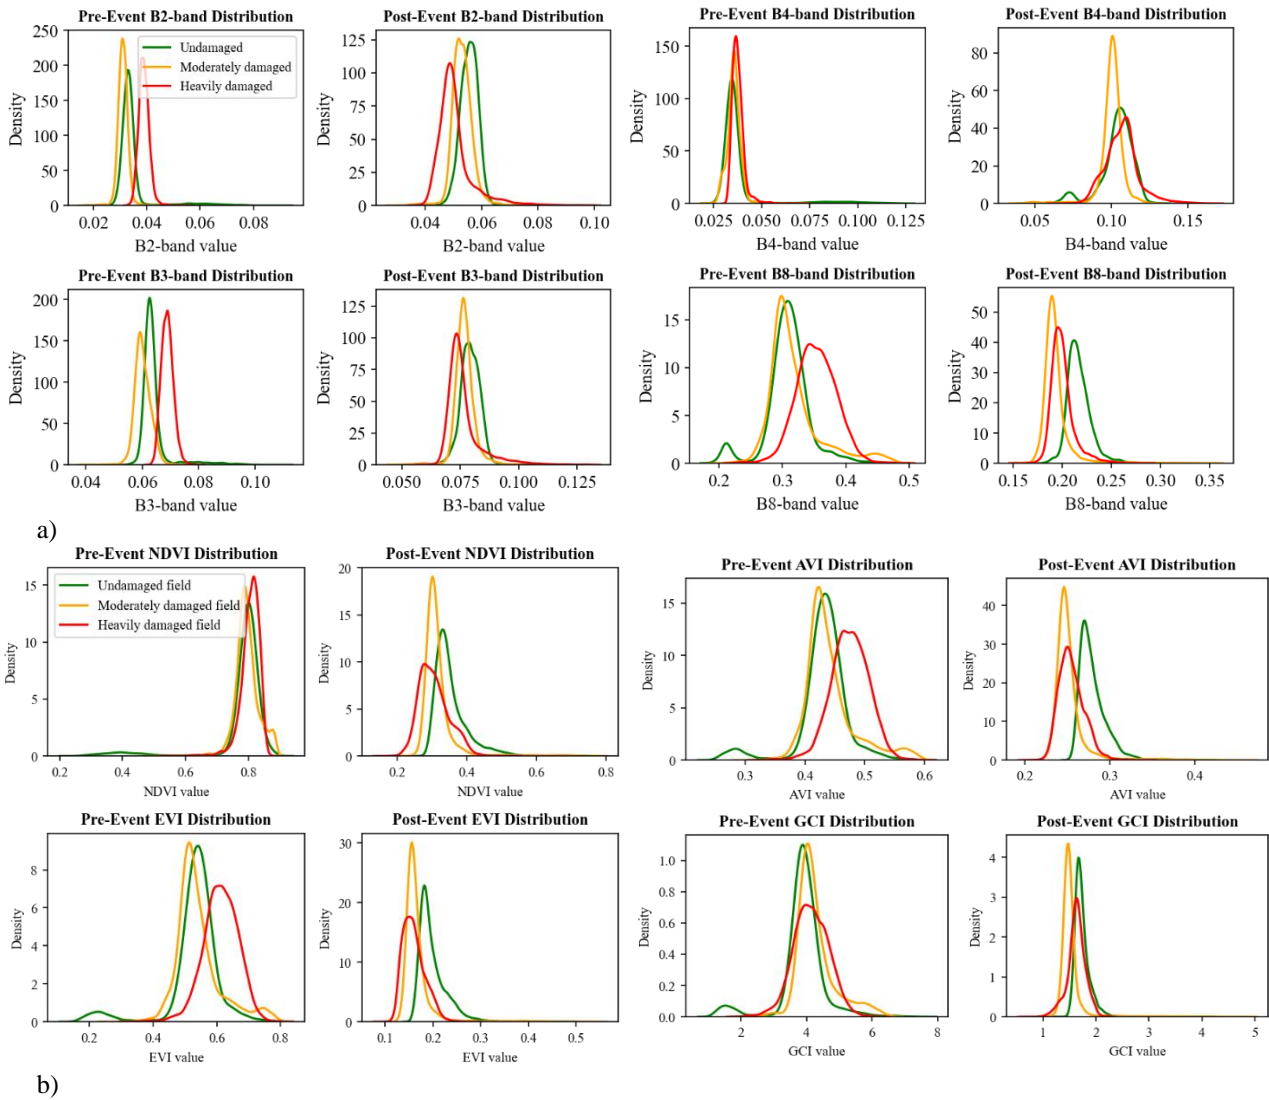 Pre-Event B2-band Distribution
250
200
150
100
50
0
Density
0.02 0.04 0.06 0.08
B2-band value
Undamaged
Moderately damaged
Heavily damaged
Post-Event B2-band Distribution
125
100
75
50
25
0
Density
0.04 0.06 0.08 0.10
B2-band value
Pre-Event B4-band Distribution
150
100
50
0
Density
0.025 0.050 0.075 0.100 0.125
B4-band value
Post-Event B4-band Distribution
80
60
40
20
0
Density
0.05 0.10 0.15
B4-band value
Pre-Event B3-band Distribution
200
150
100
50
0
Density
0.04 0.06 0.08 0.10
B3-band value
Post-Event B3-band Distribution
125
100
75
50
25
0
Density
0.050 0.075 0.100 0.125
B3-band value
Pre-Event B8-band Distribution
15
10
5
0
Density
0.2 0.3 0.4 0.5
B8-band value
Post-Event B8-band Distribution
50
40
30
20
10
0
Density
0.15 0.20 0.25 0.30 0.35
B8-band value
a)
Pre-Event NDVI Distribution
15
10
5
0
Density
0.2 0.4 0.6 0.8
NDVI value
Undamaged field
Moderately damaged field
Heavily damaged field
Post-Event NDVI Distribution
20
15
10
5
0
Density
0.2 0.4 0.6 0.8
NDVI value
Pre-Event AVI Distribution
15
10
5
0
Density
0.3 0.4 0.5 0.6
AVI value
Post-Event AVI Distribution
40
30
20
10
0
Density
0.2 0.3 0.4
AVI value
Pre-Event EVI Distribution
8
6
4
2
0
Density
0.2 0.4 0.6 0.8
EVI value
Post-Event EVI Distribution
30
20
10
0
Density
0.1 0.2 0.3 0.4 0.5
EVI value
Pre-Event GCI Distribution
1.0
0.8
0.6
0.4
0.2
0.0
Density
2 4 6 8
GCI value
Post-Event GCI Distribution
4
3
2
1
0
Density
1 2 3 4 5
GCI value
b)